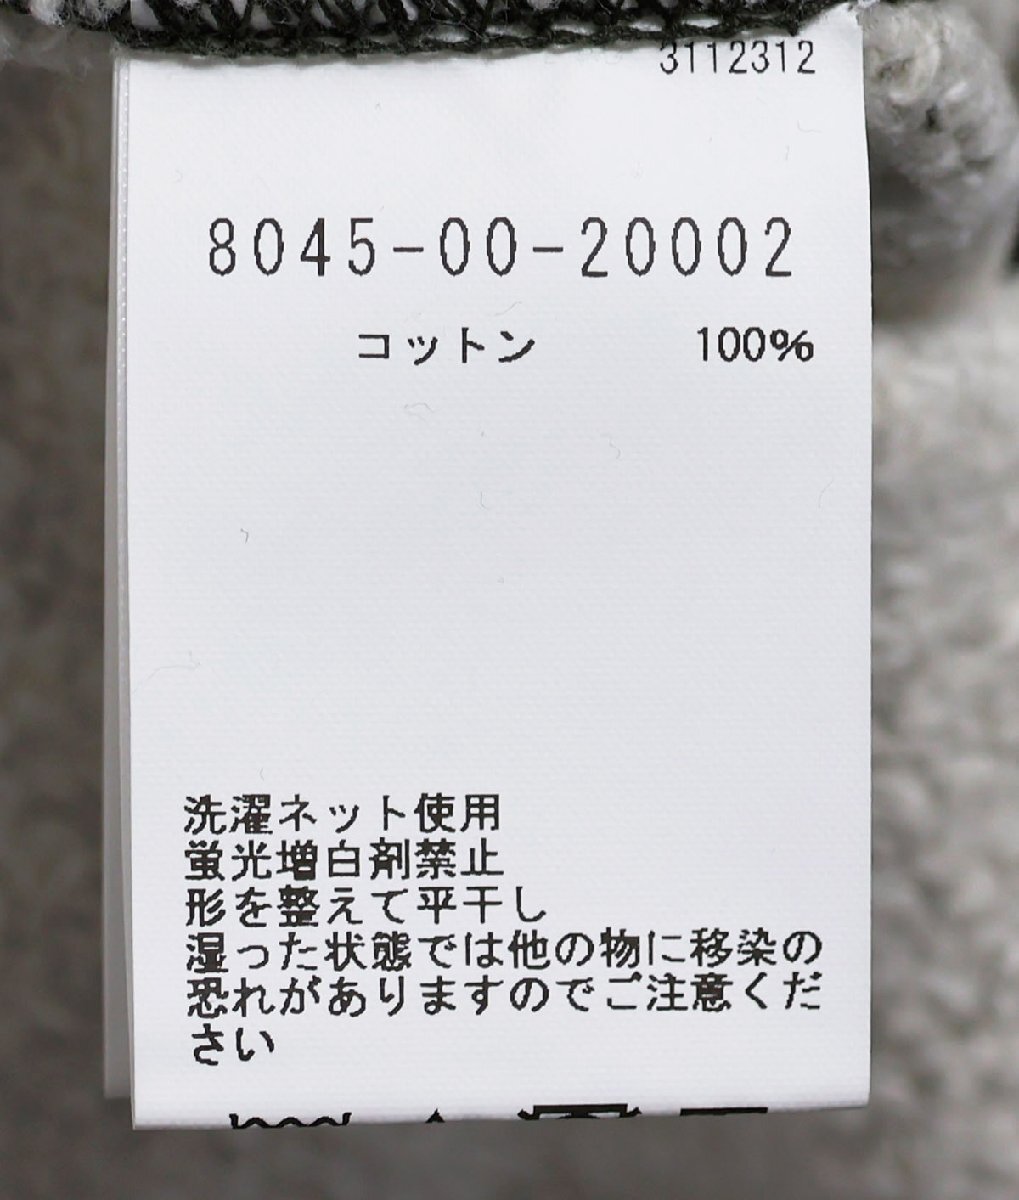 3112312
8045-00-20002
コットン 100%
洗濯ネット使用
蛍光増白剤禁止
形を整えて平干し
湿った状態では他の物に移染の
恐れがありますのでご注意くだ
さい